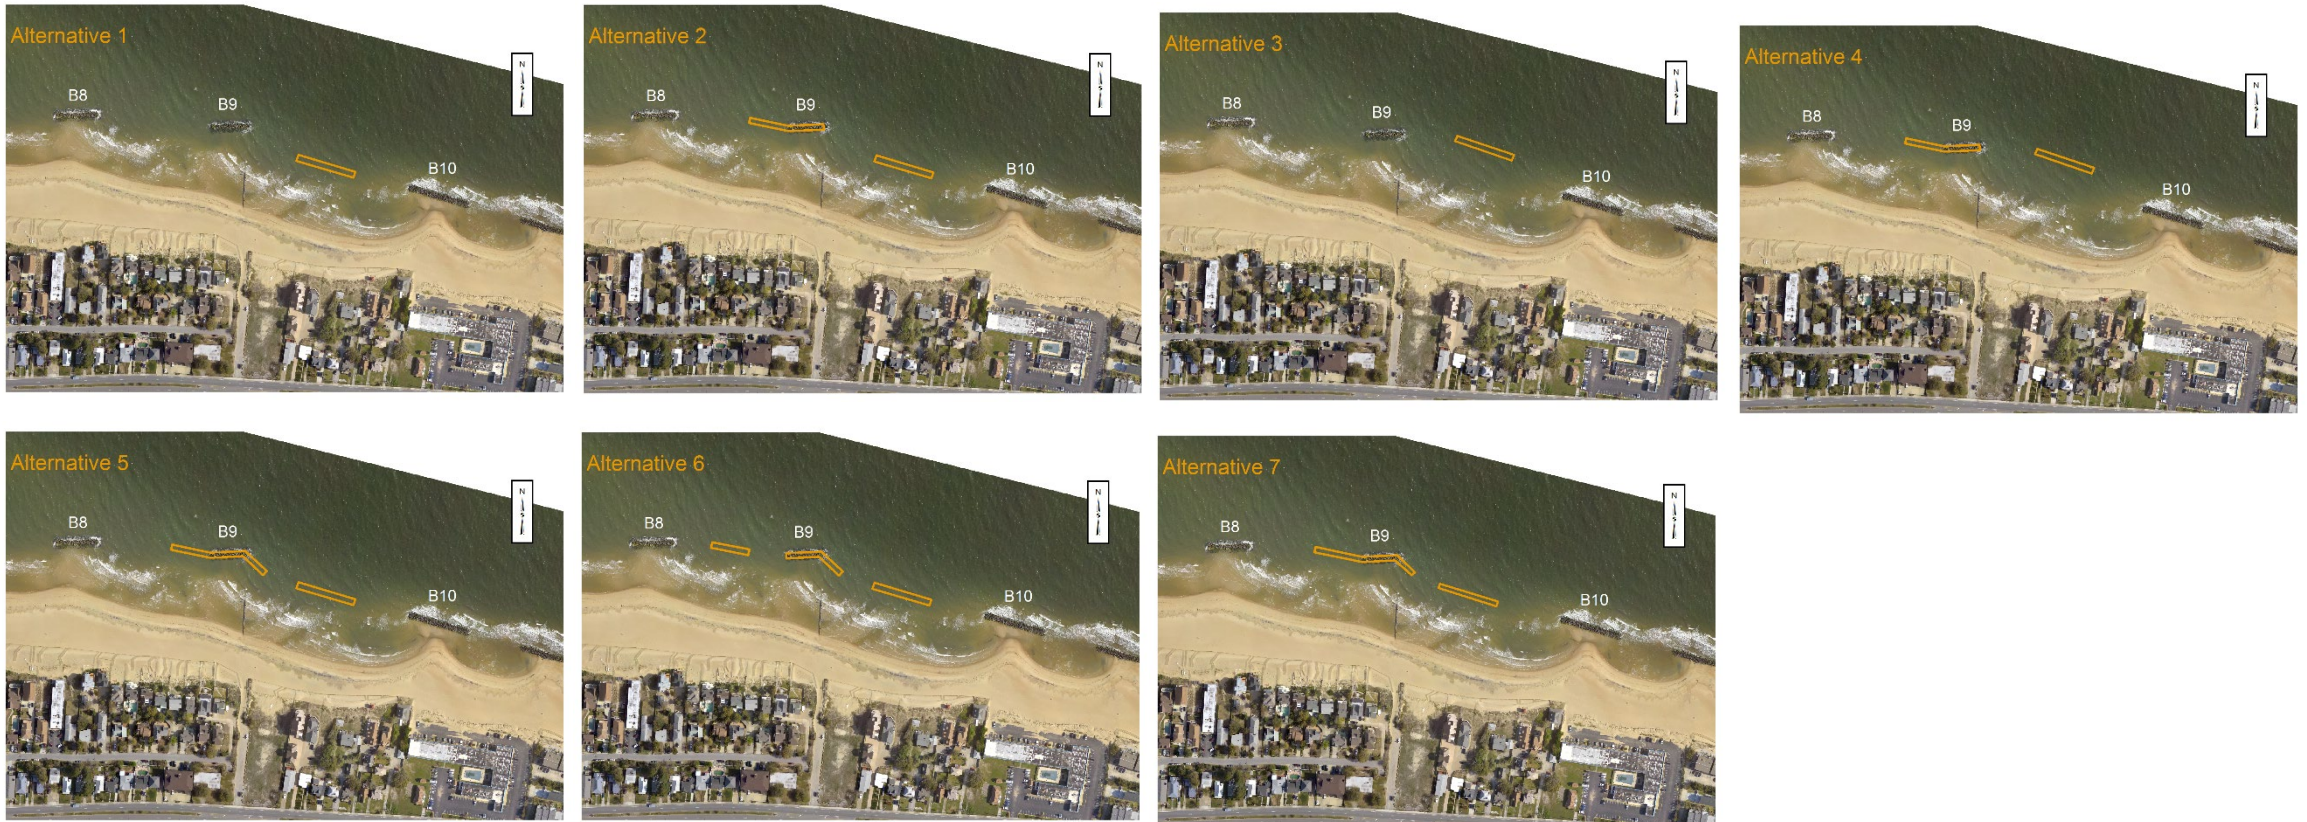 Alternative 1
N
B8
B9
B10
Alternative 2
N
B8
B9
B10
Alternative 3
N
B8
B9
B10
Alternative 4
N
B8
B9
B10
Alternative 5
N
B8
B9
B10
Alternative 6
N
B8
B9
B10
Alternative 7
N
B8
B9
B10